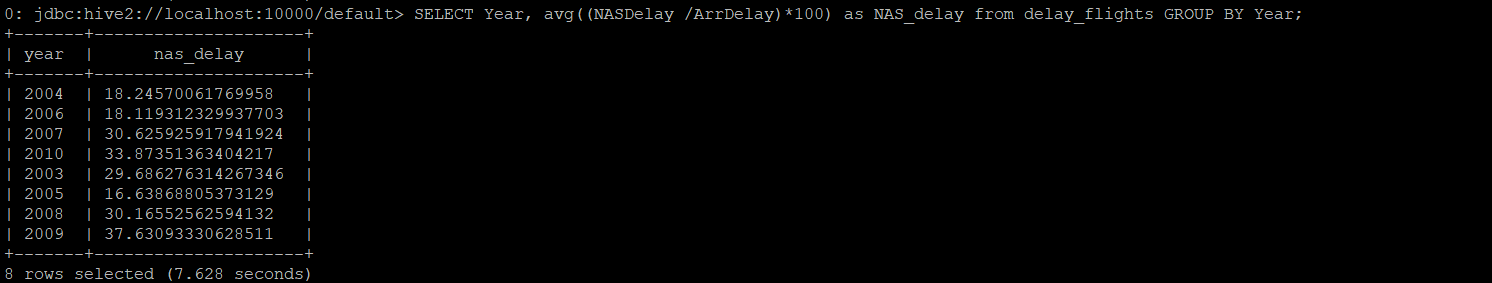 0: jdbc:hive2://localhost:10000/default> SELECT Year, avg((NASDelay /ArrDelay)*100) as NAS_delay from delay_flights GROUP BY Year;
+-------+---------------------+
| year  |      nas_delay      |
+-------+---------------------+
| 2004  | 18.24570061769958   |
| 2006  | 18.119312329937703  |
| 2007  | 30.625925917941924  |
| 2010  | 33.87351363404217   |
| 2003  | 29.686276314267346  |
| 2005  | 16.63868805373129   |
| 2008  | 30.16552562594132   |
| 2009  | 37.63093330628511   |
+-------+---------------------+
8 rows selected (7.628 seconds)